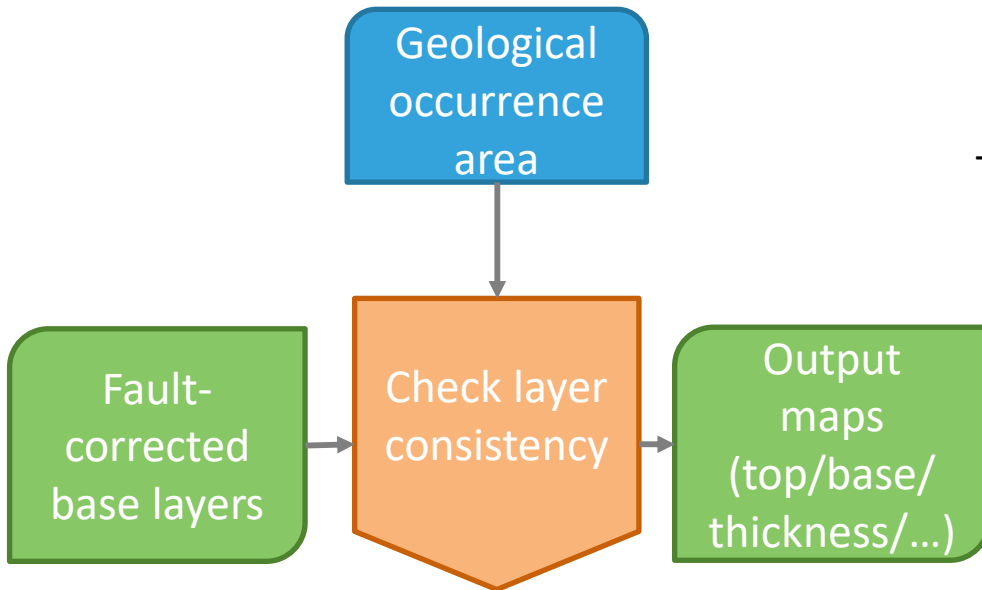 Geological
occurrence
area
Fault-
corrected
base layers
Check layer
consistency
Output
maps
(top/base/
thickness/...)